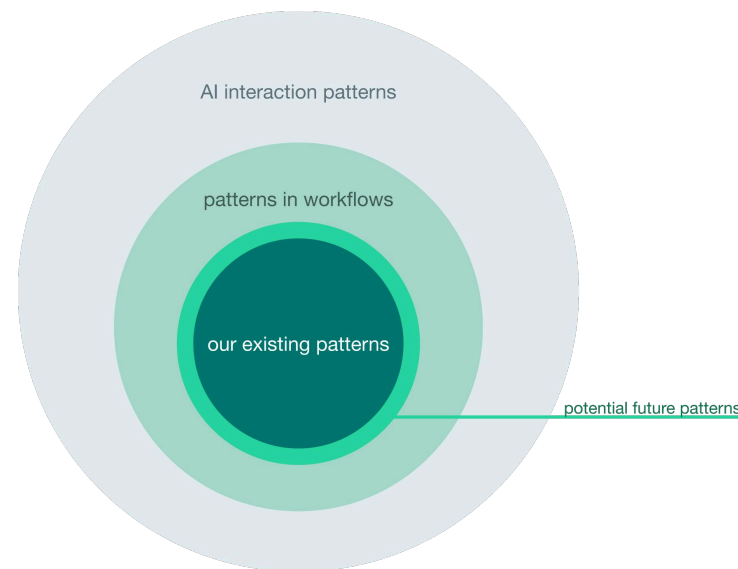 AI interaction patterns
patterns in workflows
our existing patterns
potential future patterns